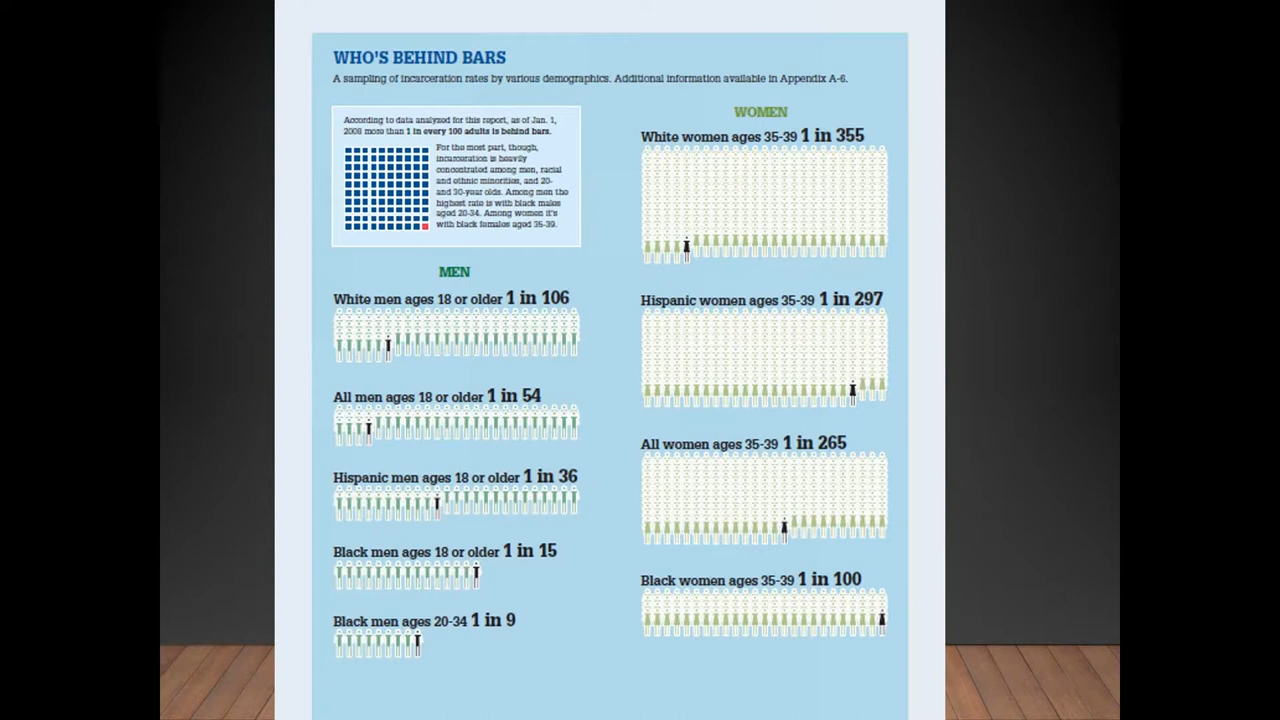 WHO'S BEHIND BARS
A sampling of incarceration rates by various demographics. Additional information available in Appendix A-6.
According to data analyzed for this report, as of Jan. 1,
2008 more than 1 in every 100 adults is behind bars.
For the most part, though,
incarceration is heavily
concentrated among men, racial
and ethnic minorities, and 20-
and 30-year olds. Among men the
highest rate is with black males
aged 20-34. Among women it's
with black females aged 35-39.
MEN
White men ages 18 or older 1 in 106
All men ages 18 or older 1 in 54
Hispanic men ages 18 or older 1 in 36
Black men ages 18 or older 1 in 15
Black men ages 20-34 1 in 9
WOMEN
White women ages 35-39 1 in 355
Hispanic women ages 35-39 1 in 297
All women ages 35-39 1 in 265
Black women ages 35-39 1 in 100